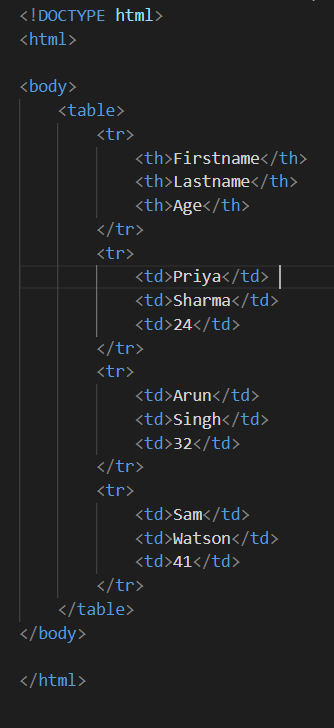 <!DOCTYPE html>
<html>
<body>
<table>
<tr>
<th>Firstname</th>
<th>Lastname</th>
<th>Age</th>
</tr>
<tr>
<td>Priya</td>
<td>Sharma</td>
<td>24</td>
</tr>
<tr>
<td>Arun</td>
<td>Singh</td>
<td>32</td>
</tr>
<tr>
<td>Sam</td>
<td>Watson</td>
<td>41</td>
</tr>
</table>
</body>
</html>